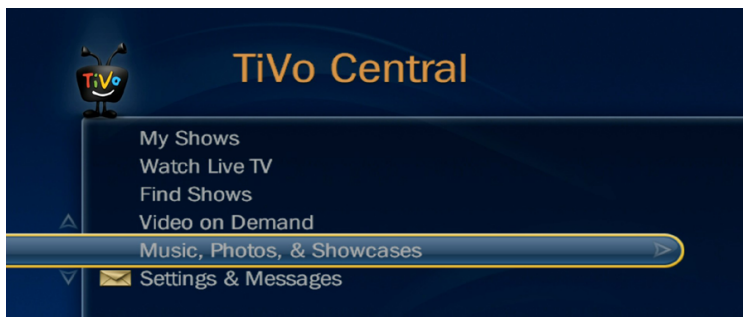 TiVo
TiVo Central
My Shows
Watch Live TV
Find Shows
Video on Demand
Music, Photos, & Showcases
Settings & Messages